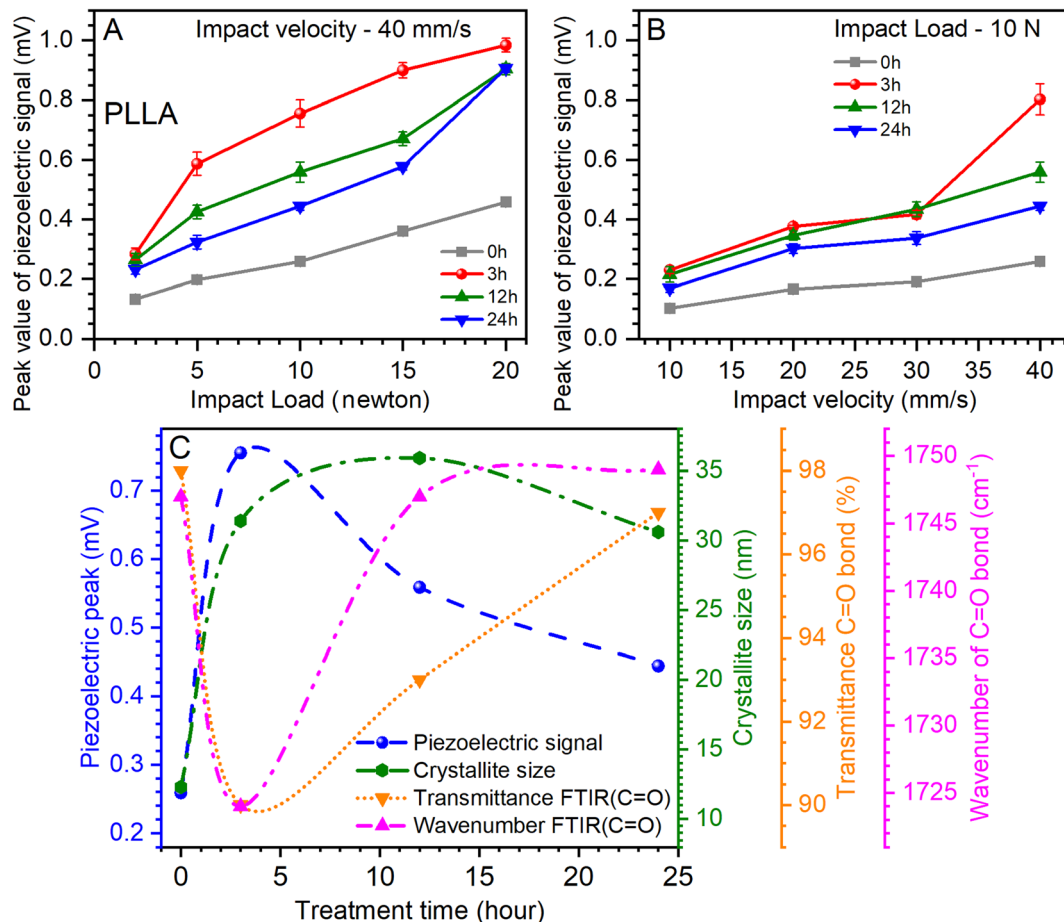 A
Impact velocity - 40 mm/s
PLLA
Peak value of piezoelectric signal (mV)
1.0
0.8
0.6
0.4
0.2
0.0
0h
3h
12h
24h
0 5 10 15 20
Impact Load (newton)
B
Impact Load - 10 N
Peak value of piezoelectric signal (mV)
1.0
0.8
0.6
0.4
0.2
0.0
0h
3h
12h
24h
10 20 30 40
Impact velocity (mm/s)
C
Piezoelectric peak (mV)
0.7
0.6
0.5
0.4
0.3
0.2
Piezoelectric signal
Crystallite size
Transmittance FTIR(C=O)
Wavenumber FTIR(C=O)
0 5 10 15 20 25
Treatment time (hour)
35
30
25
20
15
10
Crystallite size (nm)
98
96
94
92
90
Transmittance C=O bond (%)
1750
1745
1740
1735
1730
1725
Wavenumber of C=O bond (cm⁻¹)